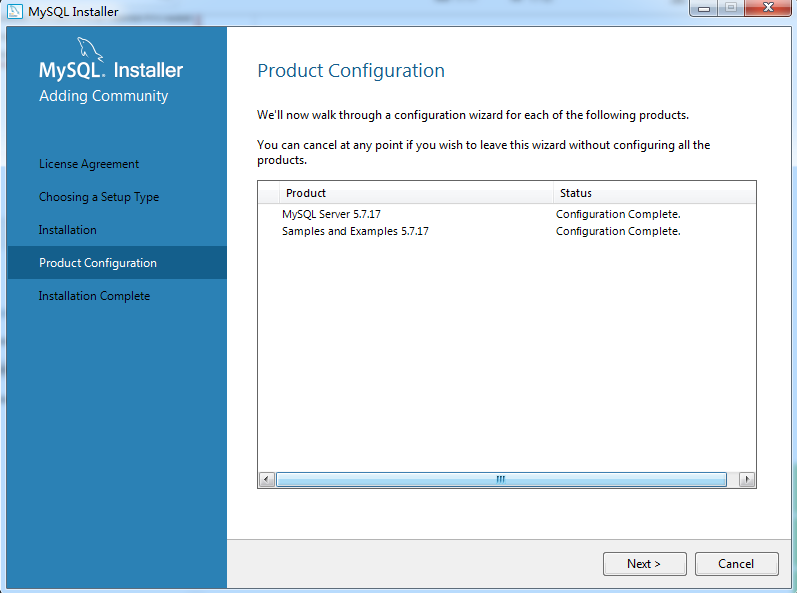 MySQL Installer
MySQL. Installer
Adding Community
License Agreement
Choosing a Setup Type
Installation
Product Configuration
Installation Complete
Product Configuration
We'll now walk through a configuration wizard for each of the following products.
You can cancel at any point if you wish to leave this wizard without configuring all the
products.
Product Status
MySQL Server 5.7.17 Configuration Complete.
Samples and Examples 5.7.17 Configuration Complete.
Next > Cancel